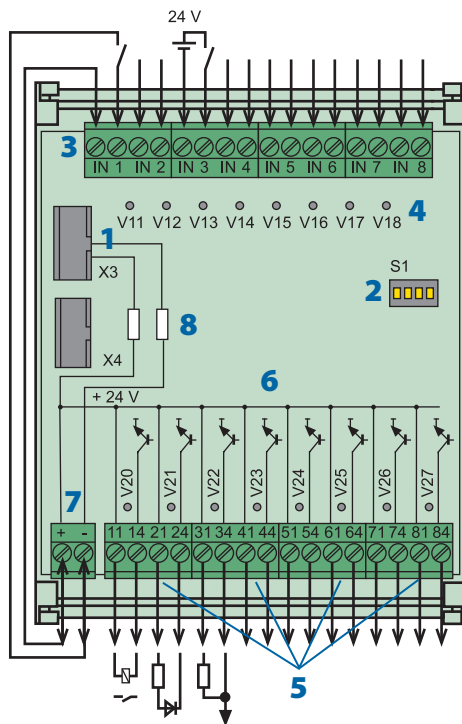 24 V
3
IN 1 IN 2 IN 3 IN 4 IN 5 IN 6 IN 7 IN 8
V11 V12 V13 V14 V15 V16 V17 V18
4
1
X3
S1
2
8
X4
+ 24 V
6
V20 V21 V22 V23 V24 V25 V26 V27
7
+ - 11 14 21 24 31 34 41 44 51 54 61 64 71 74 81 84
5